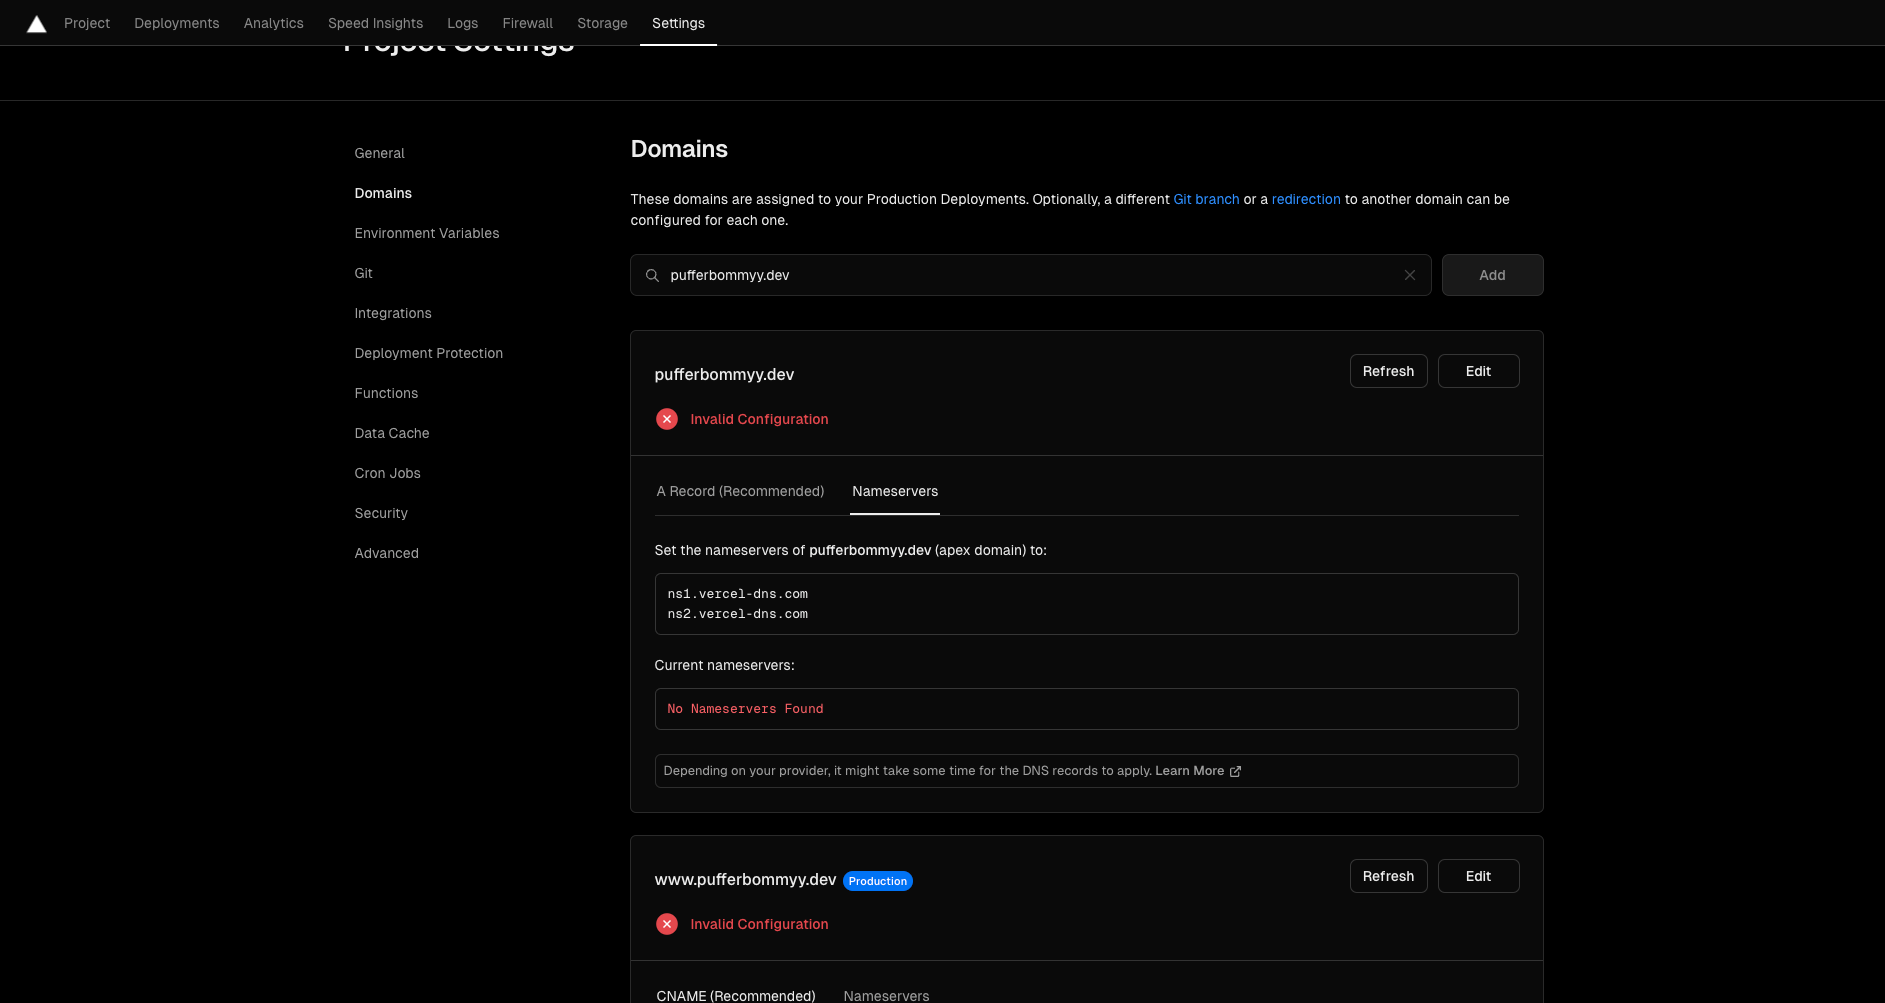 Project Deployments Analytics Speed Insights Logs Firewall Storage Settings
Project Settings
General
Domains
Environment Variables
Git
Integrations
Deployment Protection
Functions
Data Cache
Cron Jobs
Security
Advanced
Domains
These domains are assigned to your Production Deployments. Optionally, a different Git branch or a redirection to another domain can be
configured for each one.
pufferbommyy.dev
Add
pufferbommyy.dev
Refresh
Edit
Invalid Configuration
A Record (Recommended) Nameservers
Set the nameservers of pufferbommyy.dev (apex domain) to:
ns1.vercel-dns.com
ns2.vercel-dns.com
Current nameservers:
No Nameservers Found
Depending on your provider, it might take some time for the DNS records to apply. Learn More
www.pufferbommyy.dev Production
Refresh
Edit
Invalid Configuration
CNAME (Recommended) Nameservers